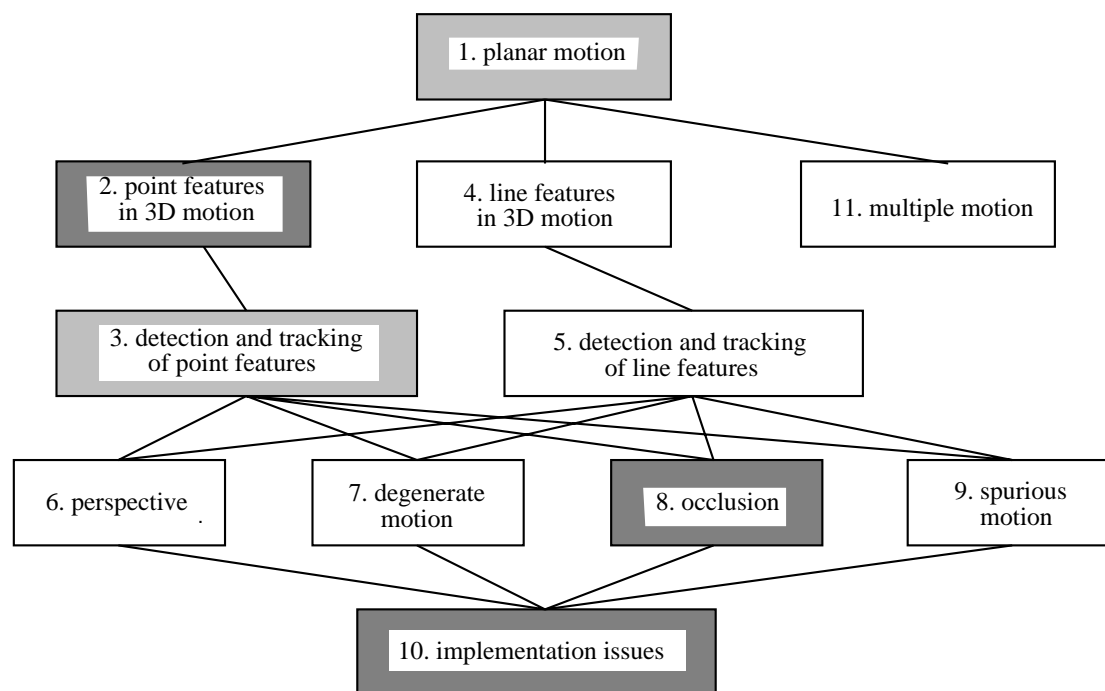 1. planar motion
2. point features
in 3D motion
4. line features
in 3D motion
11. multiple motion
3. detection and tracking
of point features
5. detection and tracking
of line features
6. perspective .
7. degenerate
motion
8. occlusion
9. spurious
motion
10. implementation issues